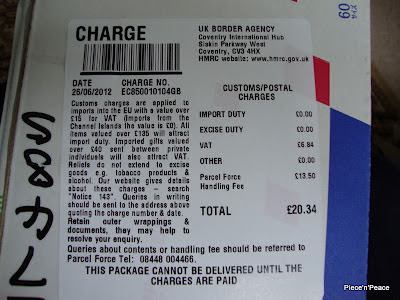 CHARGE
UK BORDER AGENCY
Coventry International Hub
Siskin Parkway West
Coventry, CV3 4HX
HMRC website: www.hmrc.gov.uk
DATE CHARGE NO.
26/06/2012 EC850010104GB
Customs charges are applied to
imports into the EU with a value over
£15 for VAT (imports from the
Channel Islands the value is £0). All
items valued over £135 will attract
import duty. Imported gifts valued
over £40 sent between private
individuals will also attract VAT.
Reliefs do not extend to excise
goods e.g. tobacco products &
alcohol. Our website gives details
about these charges – search
"Notice 143". Queries in writing
should be sent to the address above
quoting the charge number & date.
Retain outer wrappings &
documents, they may help to
resolve your enquiry.
CUSTOMS/POSTAL
CHARGES
IMPORT DUTY £0.00
EXCISE DUTY £0.00
VAT £6.84
OTHER £0.00
Parcel Force £13.50
Handling Fee
TOTAL £20.34
Queries about contents or handling fee should be referred to
Parcel Force Tel: 08448 004466.
THIS PACKAGE CANNOT BE DELIVERED UNTIL THE
CHARGES ARE PAID
Piece'n'Peace